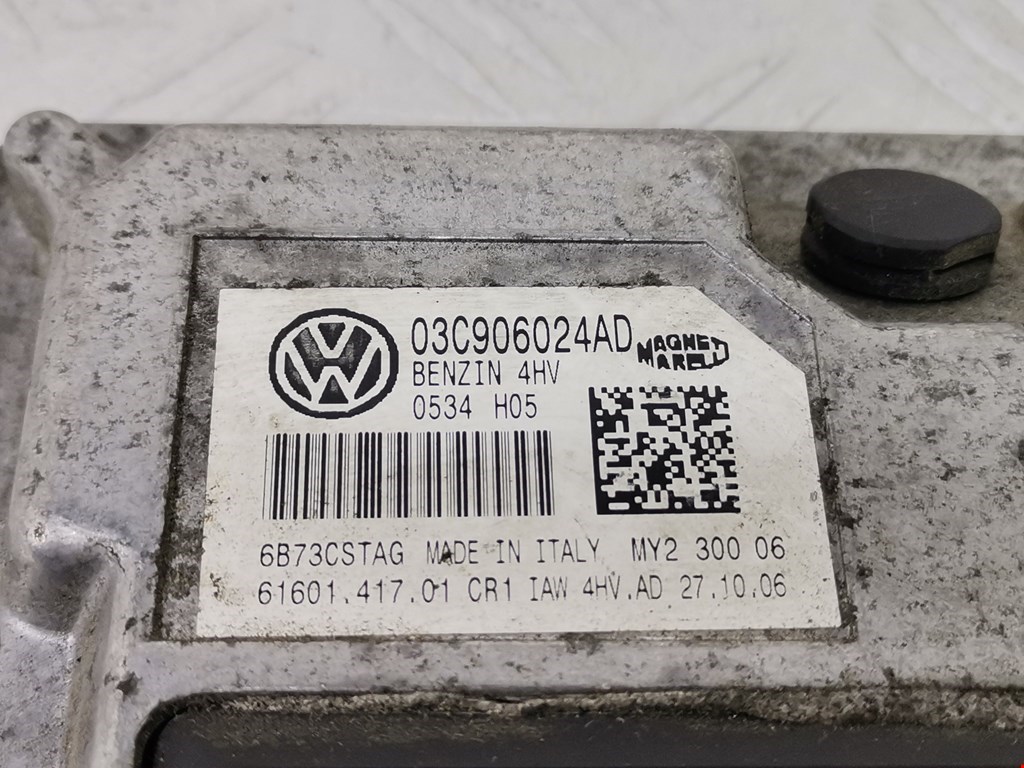 03C906024AD
MAGNETI
MARELLI
BENZIN 4HV
0534 H05
6B73CSTAG MADE IN ITALY MY2 300 06
61601.417.01 CR1 IAW 4HV.AD 27.10.06